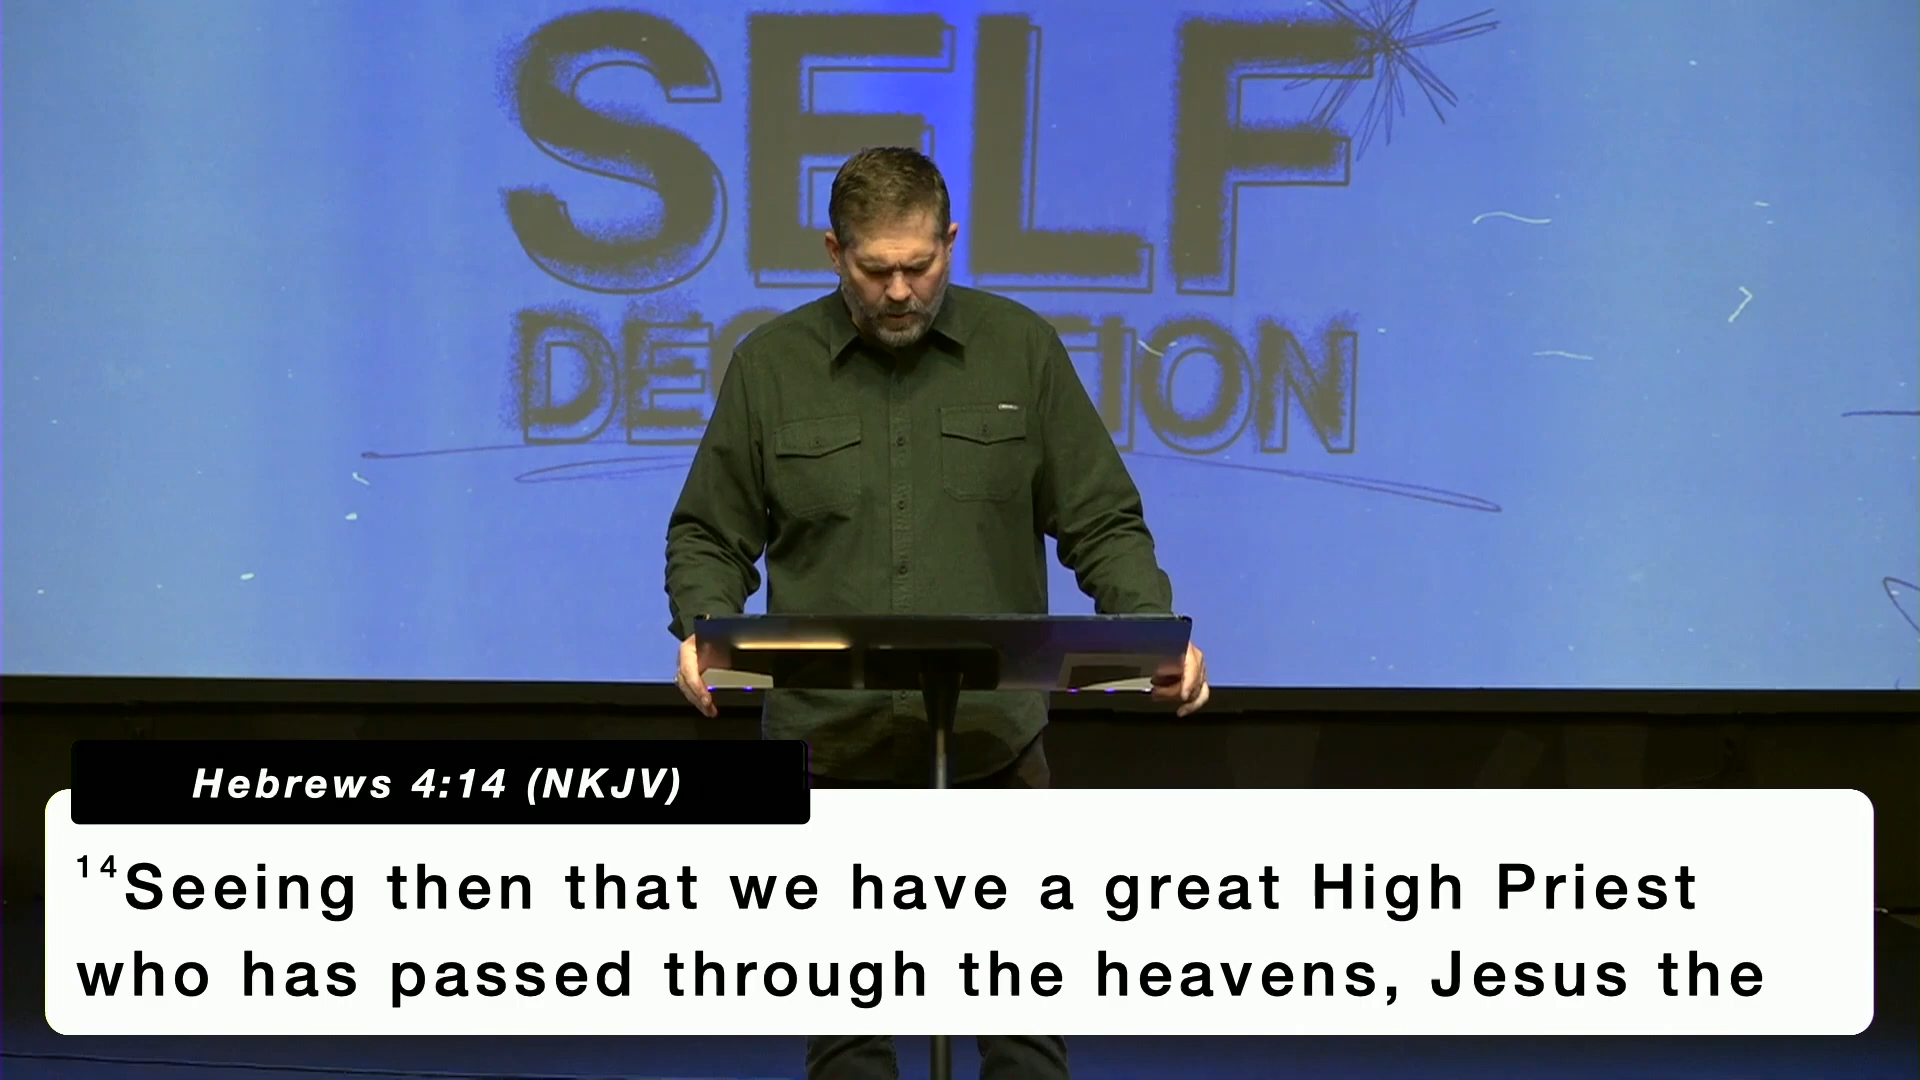 SELF
Hebrews 4:14 (NKJV)
14Seeing then that we have a great High Priest
who has passed through the heavens, Jesus the